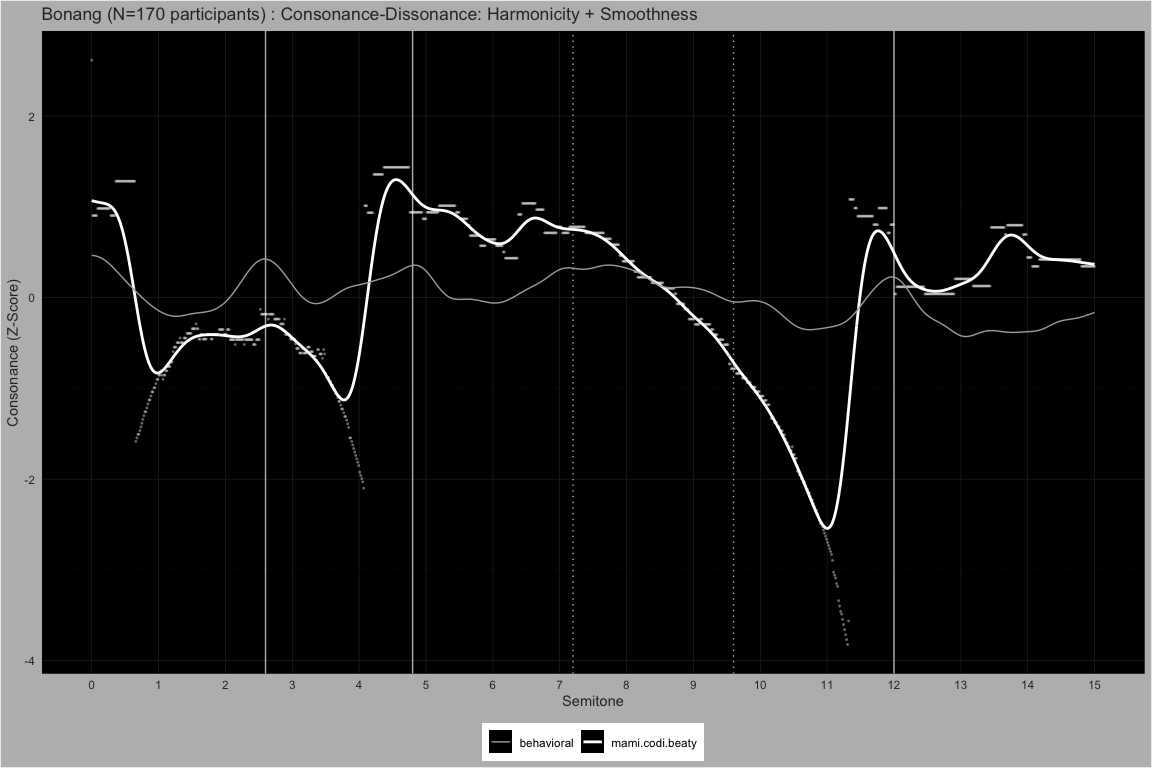 Bonang (N=170 participants) : Consonance-Dissonance: Harmonicity + Smoothness
Consonance (Z-Score)
2
0
-2
-4
0 1 2 3 4 5 6 7 8 9 10 11 12 13 14 15
Semitone
behavioral mami.codi.beaty